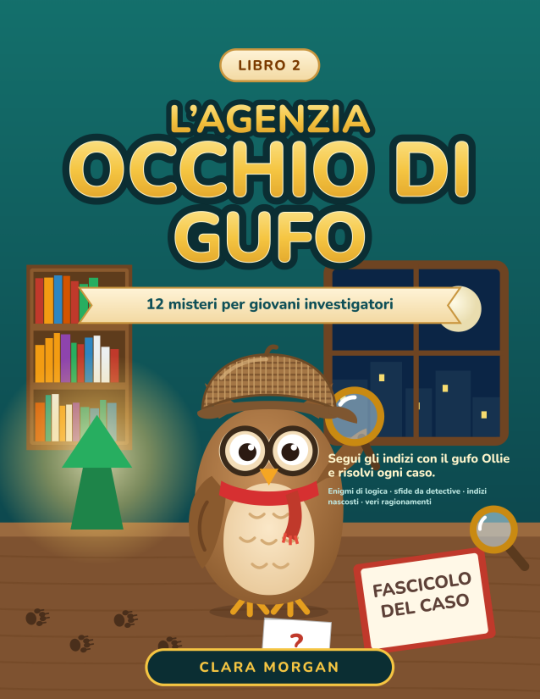 LIBRO 2
L'AGENZIA
OCCHIO DI
GUFO
12 misteri per giovani investigatori
Segui gli indizi con il gufo Ollie
e risolvi ogni caso.
Enigmi di logica · sfide da detective · indizi
nascosti · veri ragionamenti
FASCICOLO
DEL CASO
?
CLARA MORGAN